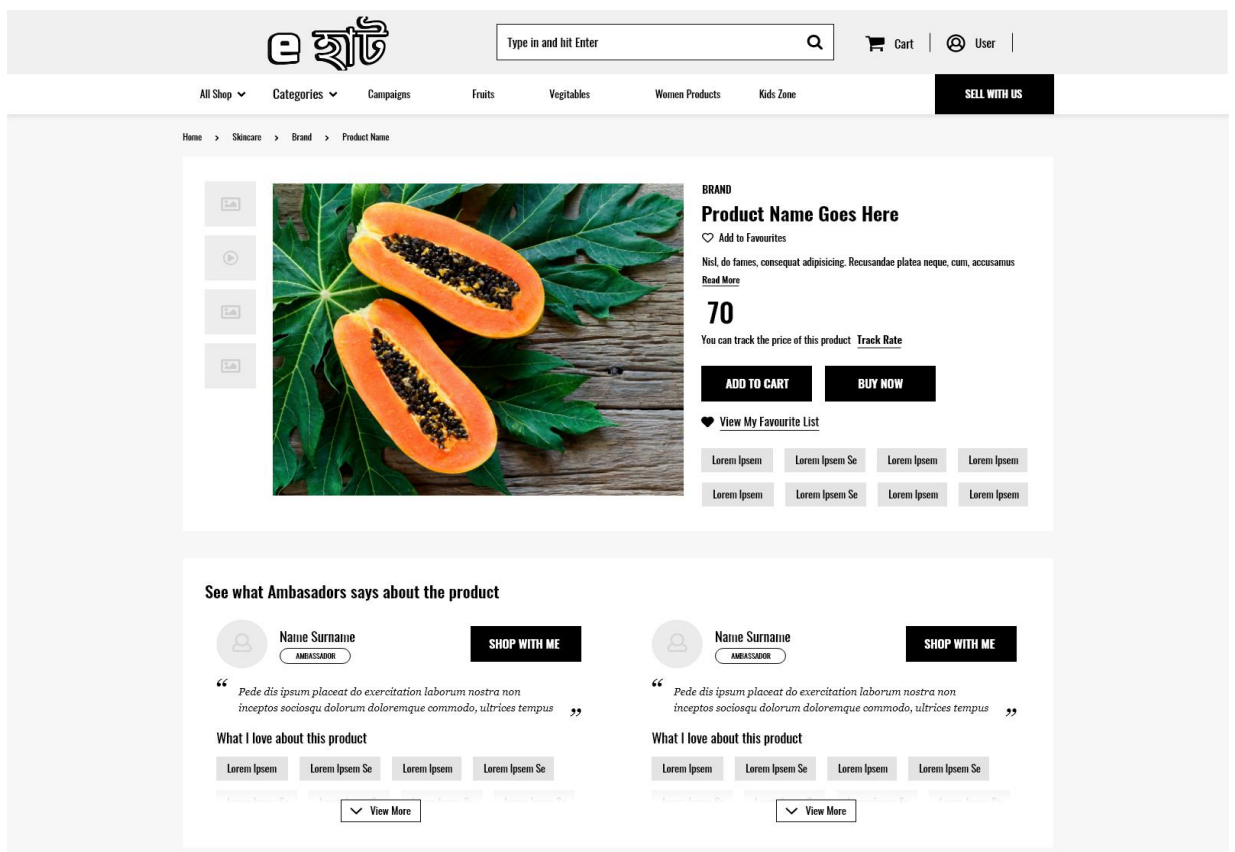 e হাট
Type in and hit Enter
Cart
User
All Shop
Categories
Campaigns
Fruits
Vegitables
Women Products
Kids Zone
SELL WITH US
Home > Skincare > Brand > Product Name
BRAND
Product Name Goes Here
Add to Favourites
Nisl, do fames, consequat adipisicing. Recusandae platea neque, cum, accusamus
Read More
70
You can track the price of this product Track Rate
ADD TO CART
BUY NOW
View My Favourite List
Lorem Ipsem Lorem Ipsem Se Lorem Ipsem Lorem Ipsem
Lorem Ipsem Lorem Ipsem Se Lorem Ipsem Lorem Ipsem
See what Ambasadors says about the product
Name Surname
AMBASSADOR
SHOP WITH ME
“ Pede dis ipsum placeat do exercitation laborum nostra non
inceptos sociosqu dolorum doloremque commodo, ultrices tempus ”
What I love about this product
Lorem Ipsem Lorem Ipsem Se Lorem Ipsem Lorem Ipsem Se
View More
Name Surname
AMBASSADOR
SHOP WITH ME
“ Pede dis ipsum placeat do exercitation laborum nostra non
inceptos sociosqu dolorum doloremque commodo, ultrices tempus ”
What I love about this product
Lorem Ipsem Lorem Ipsem Se Lorem Ipsem Lorem Ipsem Se
View More